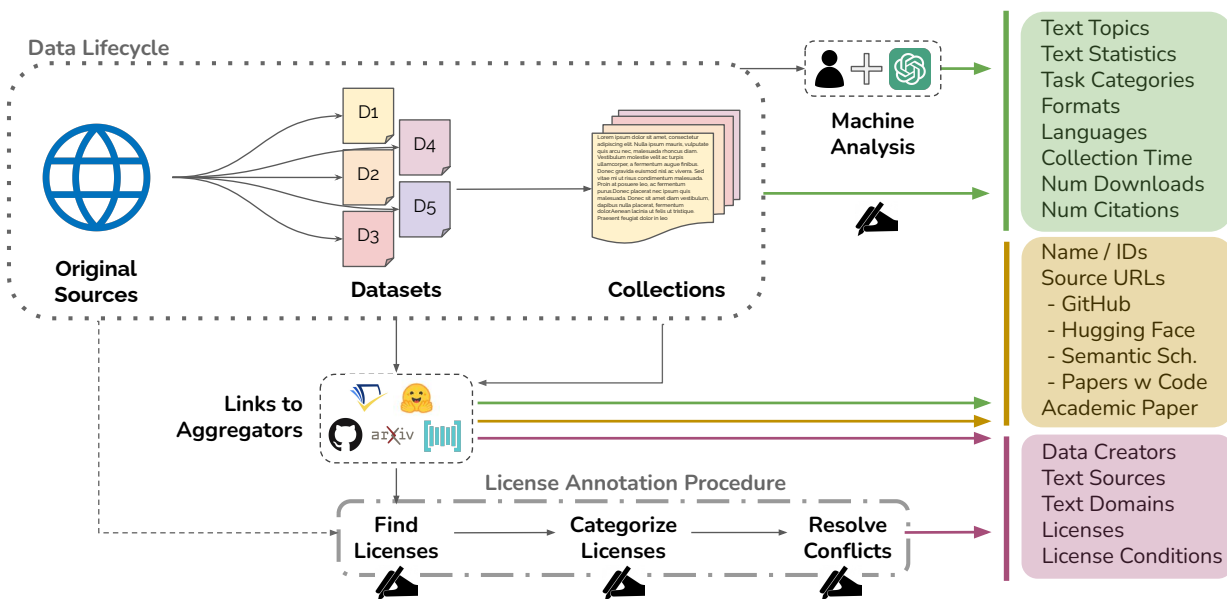 Data Lifecycle
D1
D2
D3
D4
D5
Lorem ipsum dolor sit amet, consectetur
adipiscing elit. Nulla ipsum mauris, vulputate
quis arcu nec, malesuada rhoncus diam.
Vestibulum molestie velit ac turpis
ullamcorper, a fermentum augue finibus.
Donec gravida euismod nisl ac viverra. Sed
vitae mi ut risus condimentum malesuada.
Proin at posuere leo, ac fermentum
purus.Donec placerat nec ipsum quis
malesuada. Donec sit amet diam vestibulum,
dapibus nulla placerat, fermentum
dolor.Aenean lacinia ut felis ut tristique.
Praesent feugiat dolor in leo
Original
Sources
Datasets
Collections
Machine
Analysis
Links to
Aggregators
arXiv
License Annotation Procedure
Find
Licenses
Categorize
Licenses
Resolve
Conflicts
Text Topics
Text Statistics
Task Categories
Formats
Languages
Collection Time
Num Downloads
Num Citations
Name / IDs
Source URLs
- GitHub
- Hugging Face
- Semantic Sch.
- Papers w Code
Academic Paper
Data Creators
Text Sources
Text Domains
Licenses
License Conditions